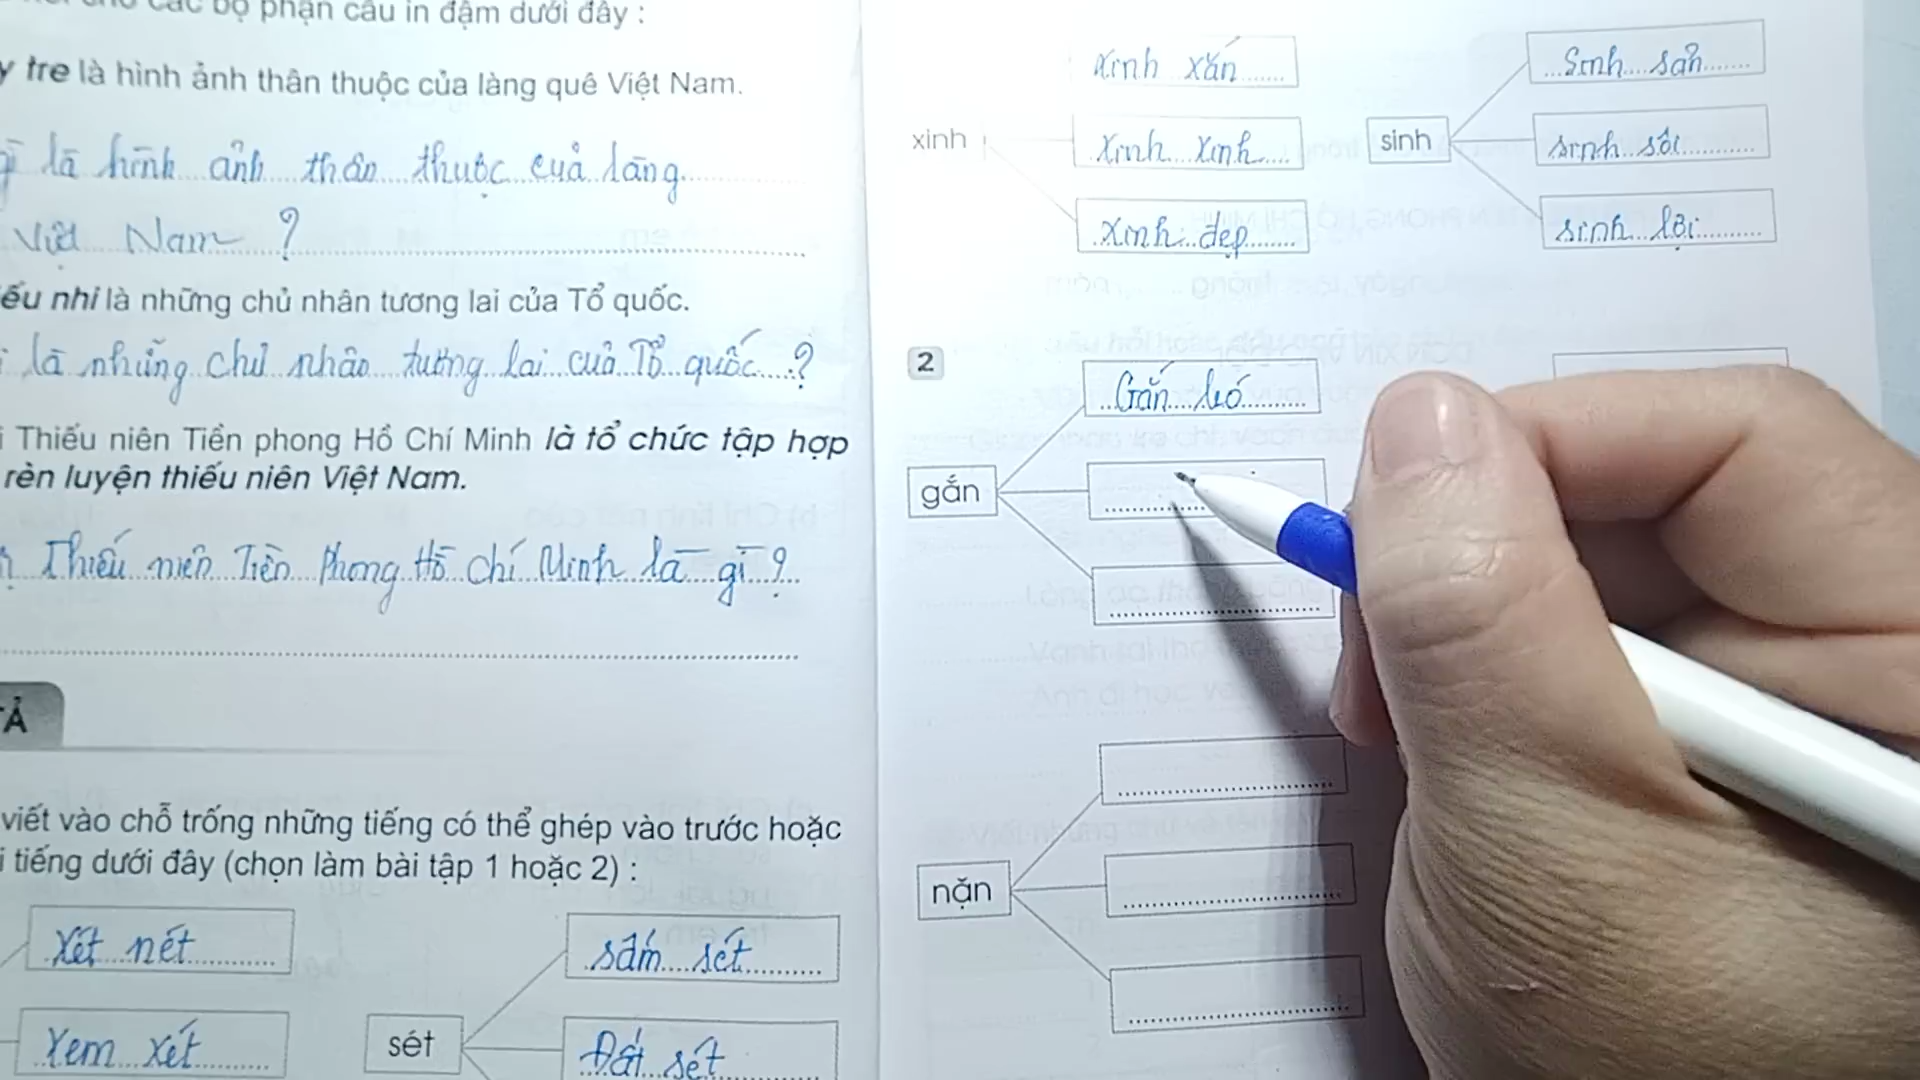 các bộ phận câu in đậm dưới đây :
tre là hình ảnh thân thuộc của làng quê Việt Nam.
là hình ảnh thân thuộc của làng
Việt Nam ?
nhi là những chủ nhân tương lai của Tổ quốc.
là những chủ nhân tương lai của Tổ quốc ?
Thiếu niên Tiền phong Hồ Chí Minh là tổ chức tập hợp
rèn luyện thiếu niên Việt Nam.
Thiếu niên Tiền Phong Hồ Chí Minh là gì ?
viết vào chỗ trống những tiếng có thể ghép vào trước hoặc
tiếng dưới đây (chọn làm bài tập 1 hoặc 2) :
Xét nét
Xem xét
sét
sấm sét
Đất sét
xinh
xinh xắn
Xinh xinh
Xinh đẹp
sinh
Sinh sản
sinh sôi
sinh lợi
2
gắn
Gắn bó
nặn